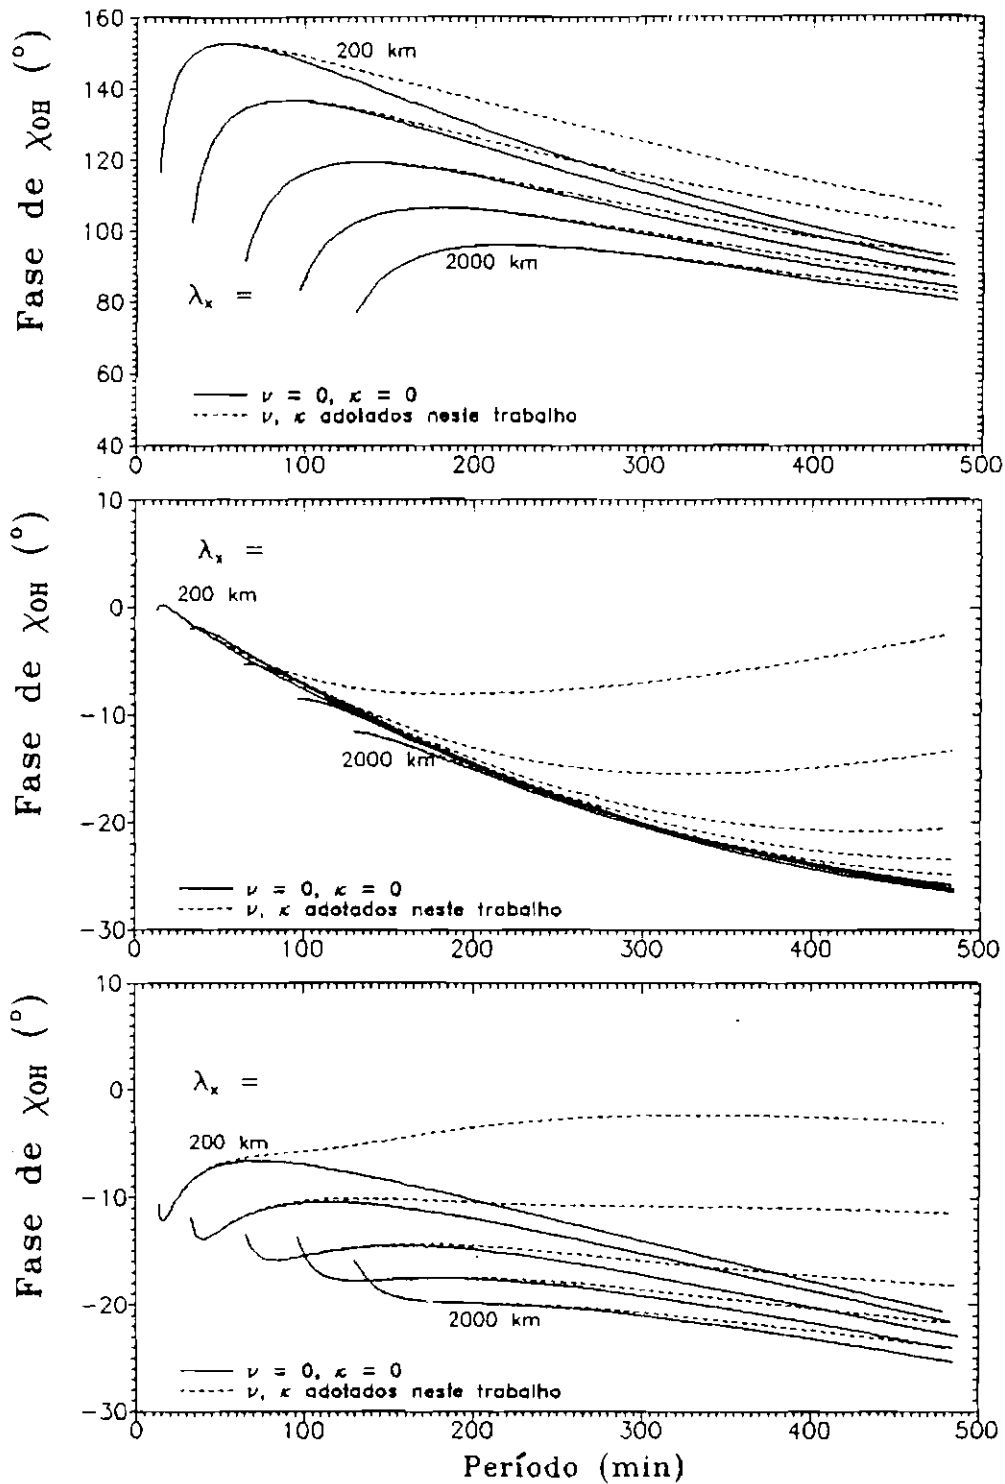 Fase de χOH (°)
160
140
120
100
80
60
40
200 km
2000 km
λx =
ν = 0, κ = 0
ν, κ adotados neste trabalho
0 100 200 300 400 500
Fase de χOH (°)
10
0
−10
−20
−30
λx =
200 km
2000 km
ν = 0, κ = 0
ν, κ adotados neste trabalho
0 100 200 300 400 500
Fase de χOH (°)
10
0
−10
−20
−30
λx =
200 km
2000 km
ν = 0, κ = 0
ν, κ adotados neste trabalho
0 100 200 300 400 500
Período (min)